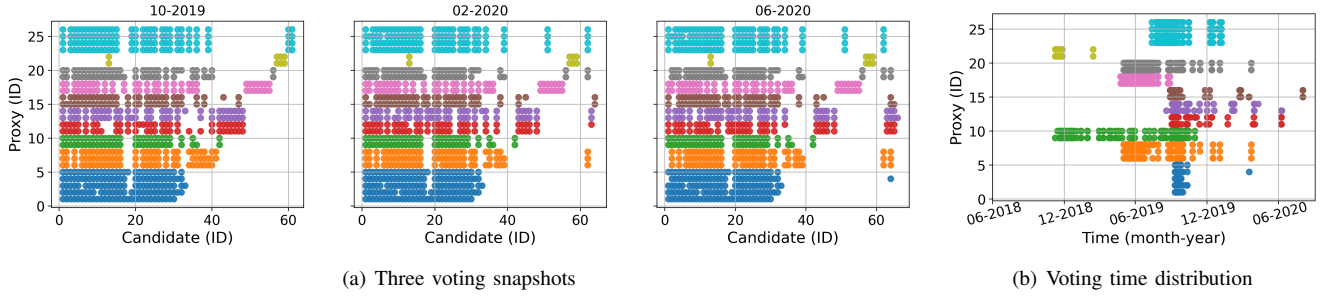 10-2019
02-2020
06-2020
25
20
15
10
5
0
Proxy (ID)
0 20 40 60
Candidate (ID)
0 20 40 60
Candidate (ID)
0 20 40 60
Candidate (ID)
25
20
15
10
5
0
Proxy (ID)
06-2018 12-2018 06-2019 12-2019 06-2020
Time (month-year)
(a) Three voting snapshots
(b) Voting time distribution